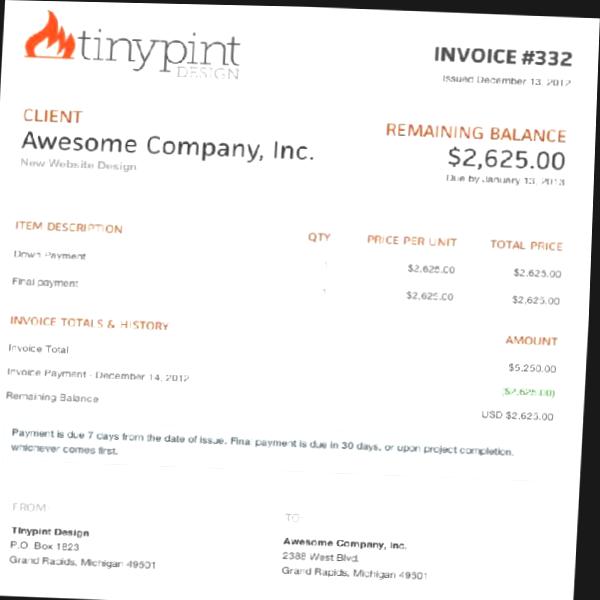 tinypint
DESIGN
INVOICE #332
Issued December 13, 2012
CLIENT
Awesome Company, Inc.
New Website Design
REMAINING BALANCE
$2,625.00
Due by January 13, 2013
ITEM DESCRIPTION QTY PRICE PER UNIT TOTAL PRICE
Down Payment 1 $2,625.00 $2,625.00
Final payment 1 $2,625.00 $2,625.00
INVOICE TOTALS & HISTORY AMOUNT
Invoice Total $5,250.00
Invoice Payment - December 14, 2012 ($2,625.00)
Remaining Balance USD $2,625.00
Payment is due 7 days from the date of issue. Final payment is due in 30 days, or upon project completion,
whichever comes first.
FROM:
Tinypint Design
P.O. Box 1823
Grand Rapids, Michigan 49501
TO:
Awesome Company, Inc.
2388 West Blvd.
Grand Rapids, Michigan 49501